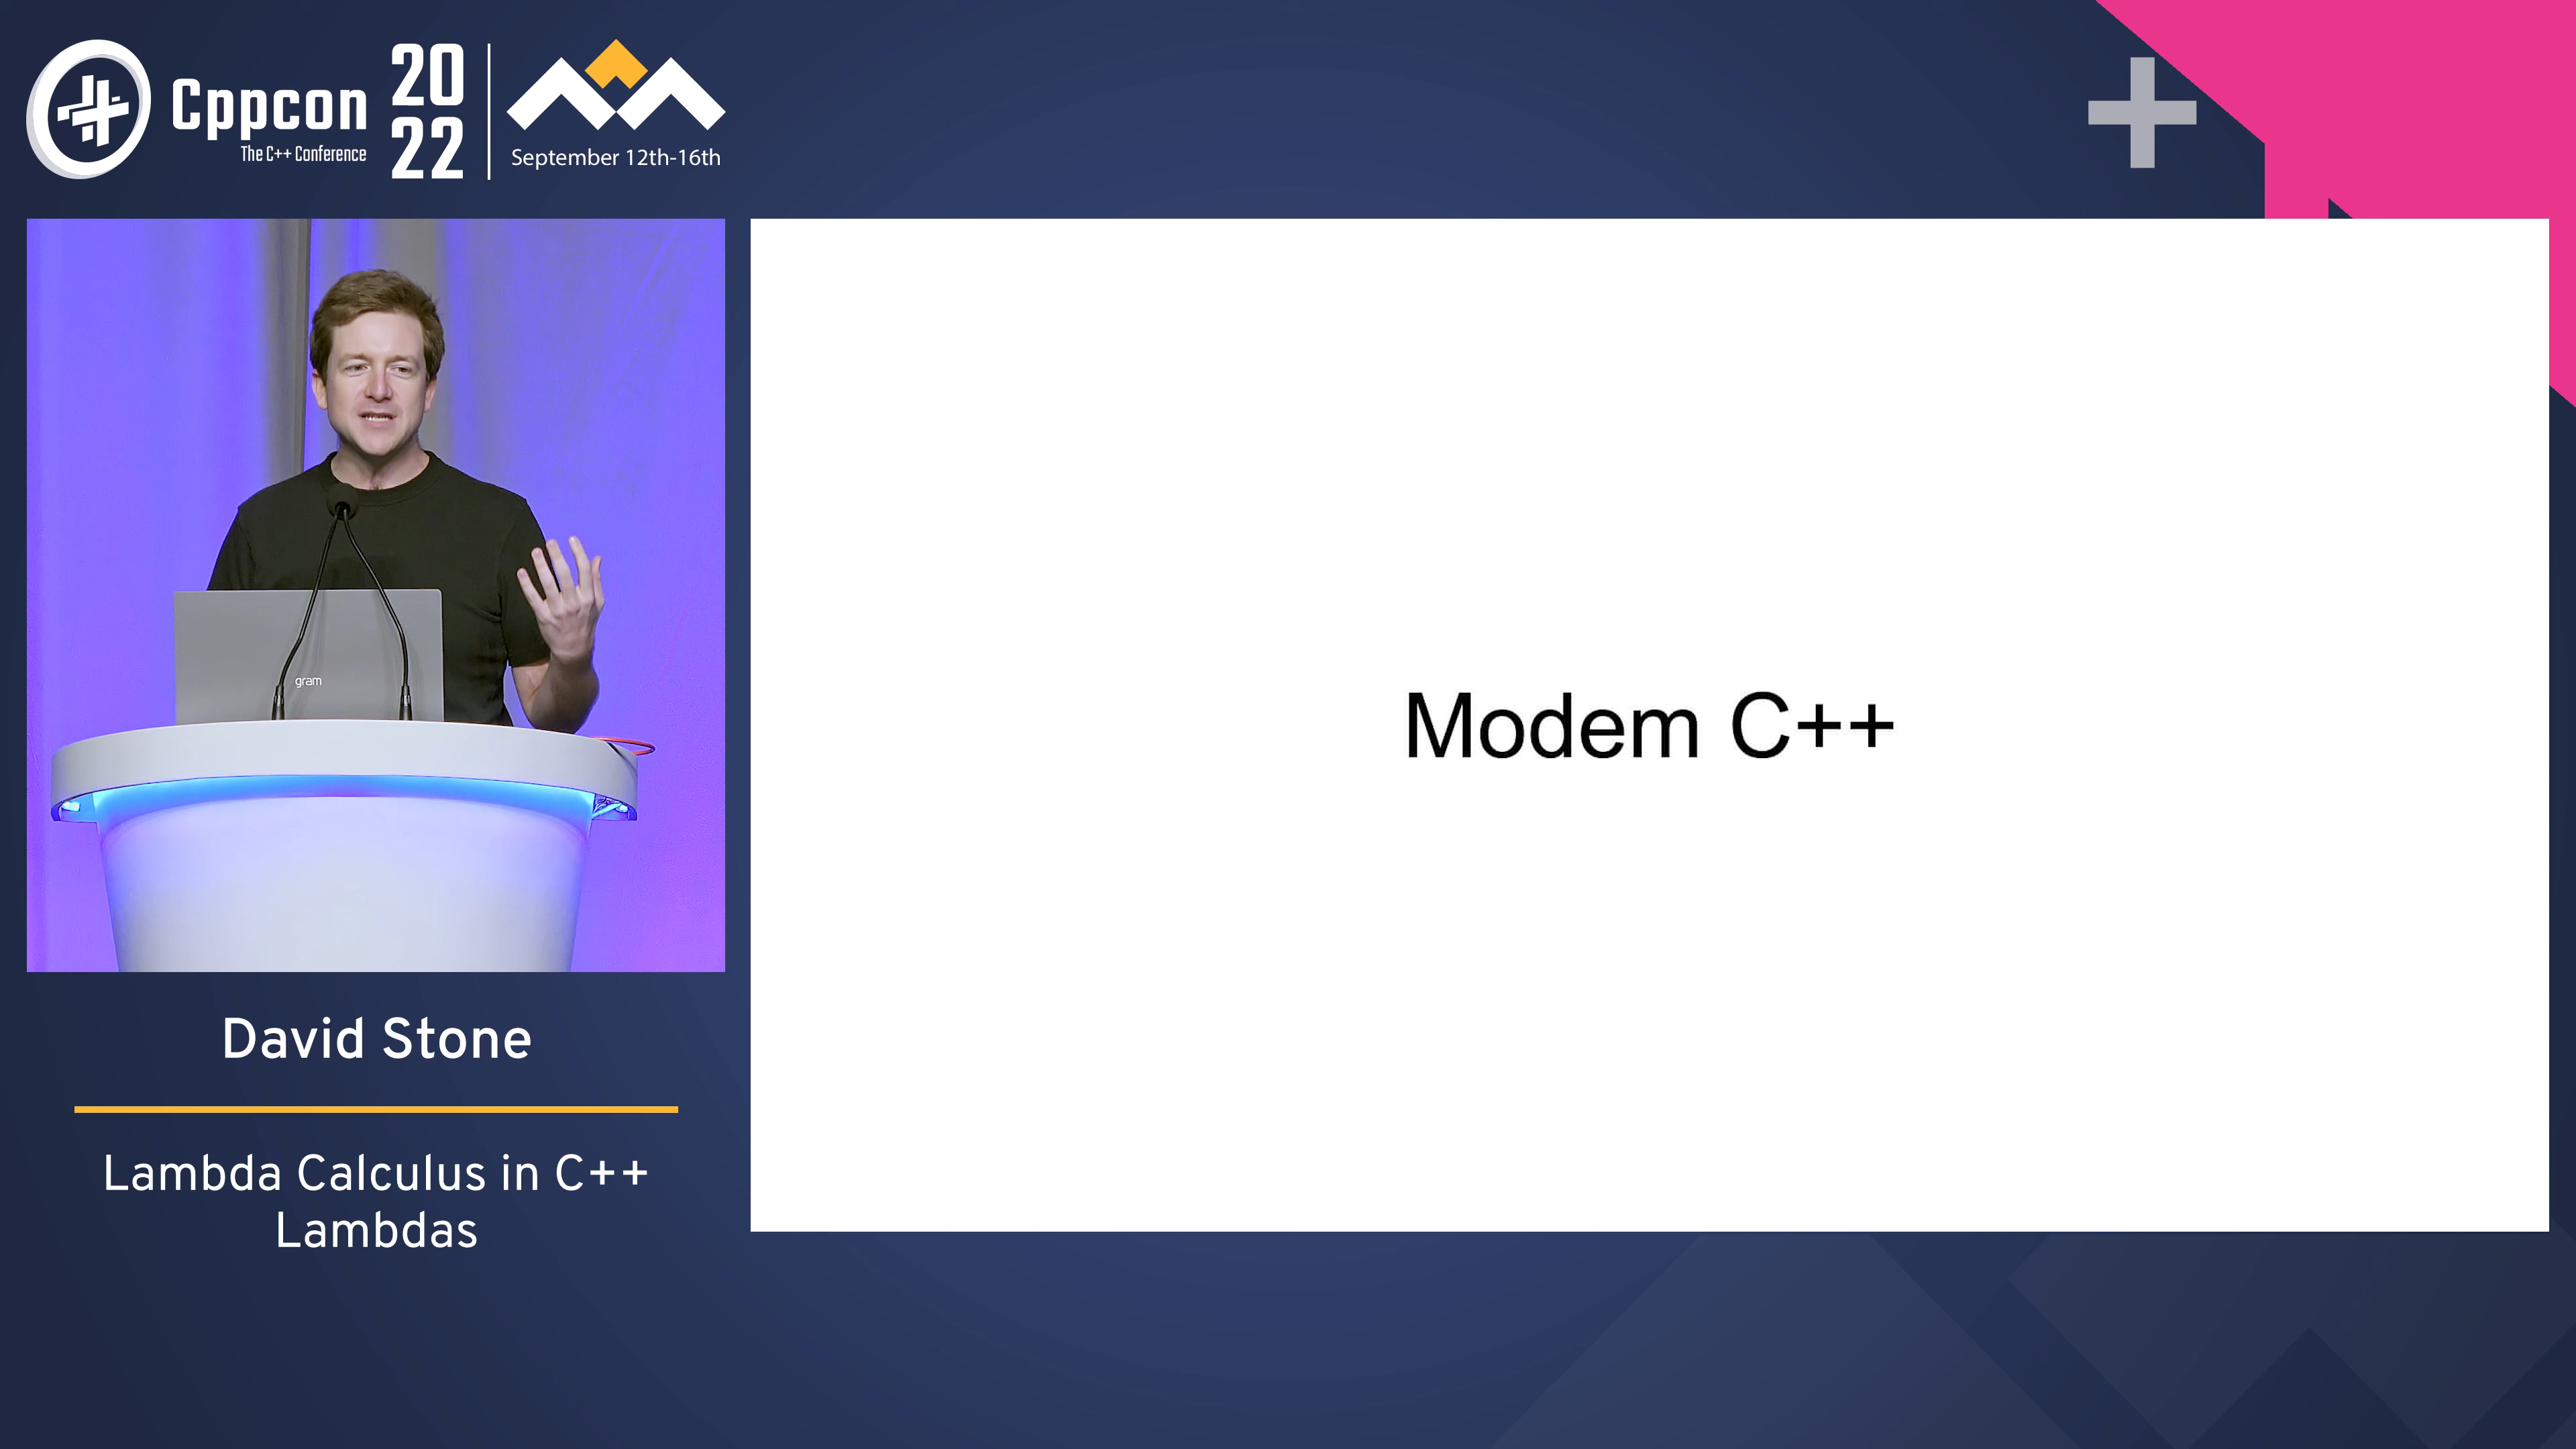 Cppcon
The C++ Conference
20
22
September 12th-16th
gram
Modem C++
David Stone
Lambda Calculus in C++
Lambdas